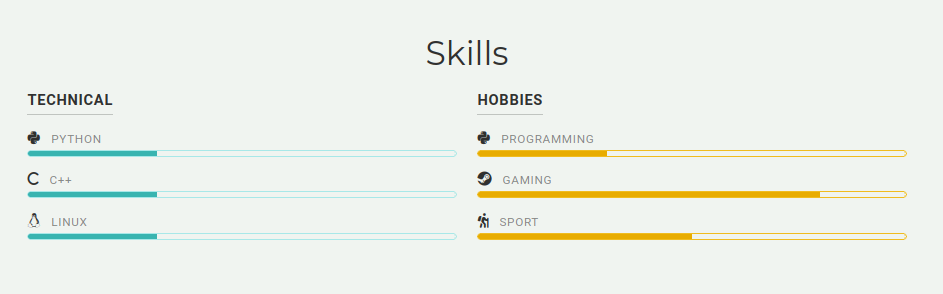 Skills
TECHNICAL
PYTHON
C++
LINUX
HOBBIES
PROGRAMMING
GAMING
SPORT